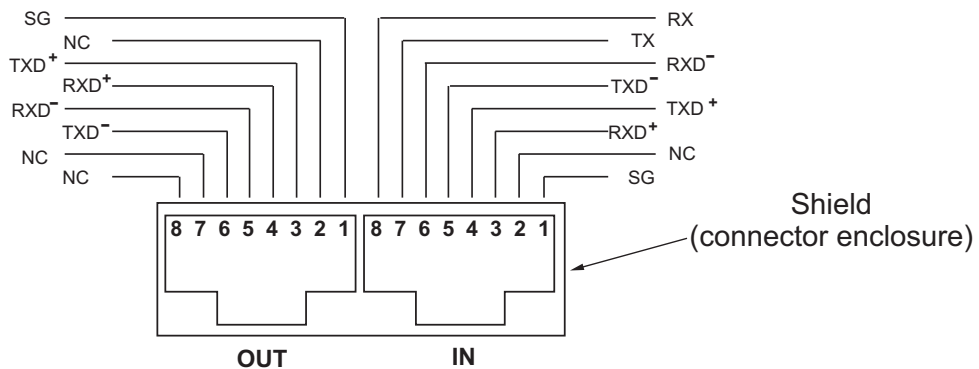 SG
NC
TXD+
RXD+
RXD-
TXD-
NC
NC
RX
TX
RXD-
TXD-
TXD+
RXD+
NC
SG
8 7 6 5 4 3 2 1
8 7 6 5 4 3 2 1
Shield
(connector enclosure)
OUT
IN